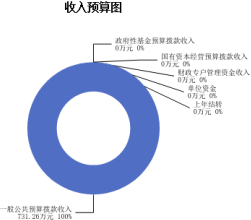 收入预算图
政府性基金预算拨款收入
0万元 0%
国有资本经营预算拨款收入
0万元 0%
财政专户管理资金收入
0万元 0%
单位资金
0万元 0%
上年结转
0万元 0%
一般公共预算拨款收入
731.26万元 100%